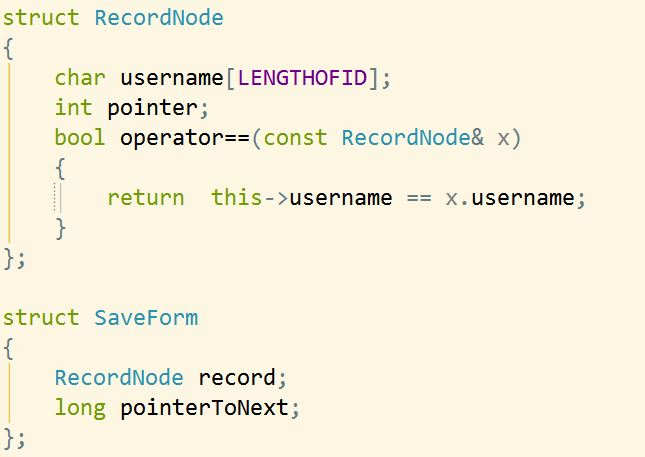 struct RecordNode
{
    char username[LENGTHOFID];
    int pointer;
    bool operator==(const RecordNode& x)
    {
        return  this->username == x.username;
    }
};

struct SaveForm
{
    RecordNode record;
    long pointerToNext;
};